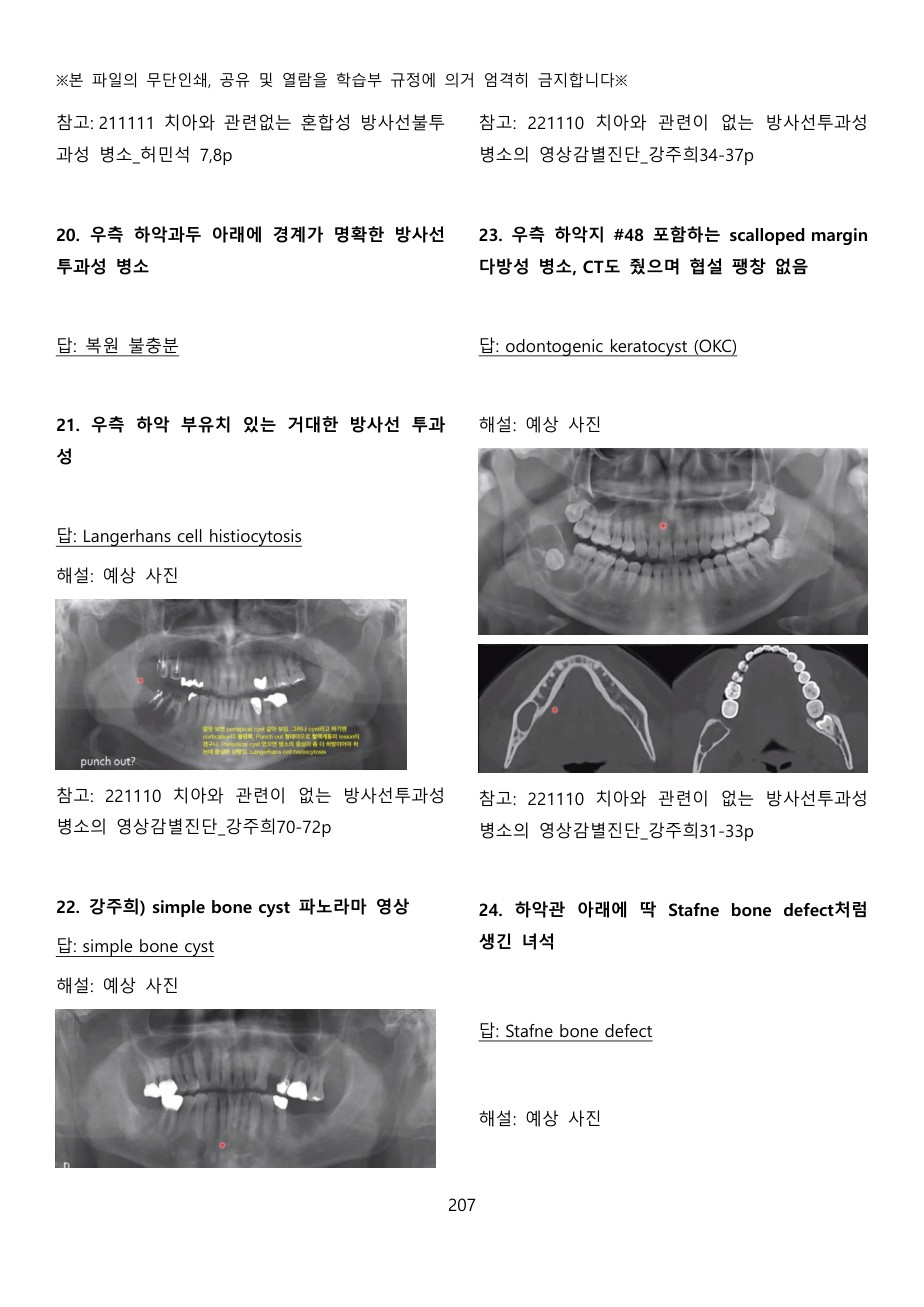 ※본 파일의 무단인쇄, 공유 및 열람을 학습부 규정에 의거 엄격히 금지합니다※
참고: 211111 치아와 관련없는 혼합성 방사선불투
과성 병소_허민석 7,8p
20. 우측 하악과두 아래에 경계가 명확한 방사선
투과성 병소
답: 복원 불충분
21. 우측 하악 부유치 있는 거대한 방사선 투과
성
답: Langerhans cell histiocytosis
해설: 예상 사진
punch out?
참고: 221110 치아와 관련이 없는 방사선투과성
병소의 영상감별진단_강주희70-72p
22. 강주희) simple bone cyst 파노라마 영상
답: simple bone cyst
해설: 예상 사진
참고: 221110 치아와 관련이 없는 방사선투과성
병소의 영상감별진단_강주희34-37p
23. 우측 하악지 #48 포함하는 scalloped margin
다방성 병소, CT도 줬으며 협설 팽창 없음
답: odontogenic keratocyst (OKC)
해설: 예상 사진
참고: 221110 치아와 관련이 없는 방사선투과성
병소의 영상감별진단_강주희31-33p
24. 하악관 아래에 딱 Stafne bone defect처럼
생긴 녀석
답: Stafne bone defect
해설: 예상 사진
207